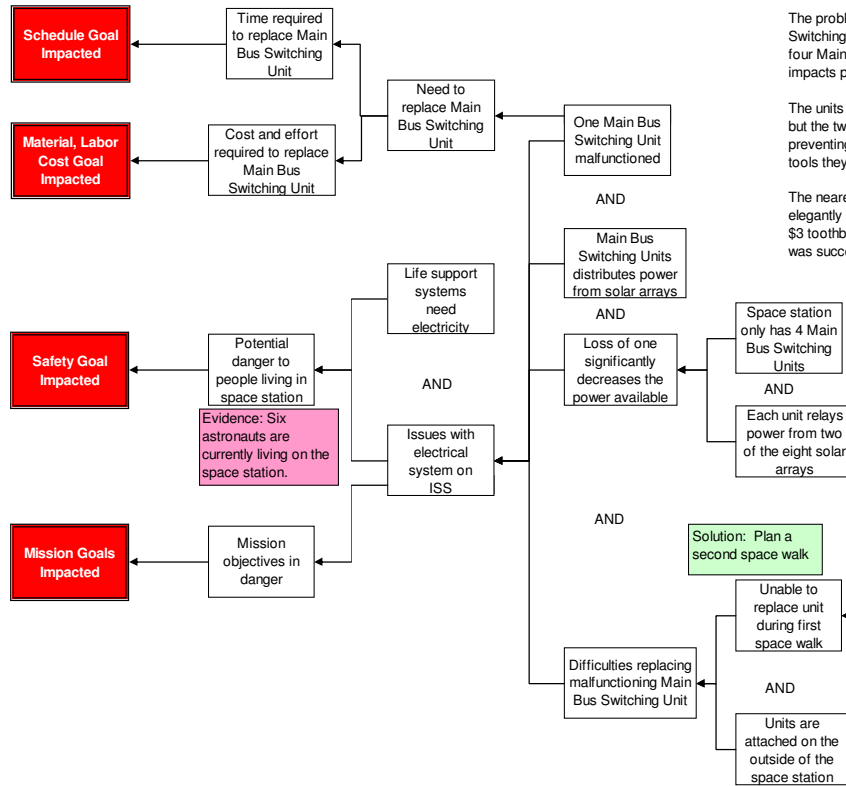 Schedule Goal
Impacted
Time required
to replace Main
Bus Switching
Unit
Material, Labor
Cost Goal
Impacted
Cost and effort
required to replace
Main Bus
Switching Unit
Need to
replace Main
Bus Switching
Unit
One Main Bus
Switching Unit
malfunctioned
AND
Main Bus
Switching Units
distributes power
from solar arrays
AND
Life support
systems
need
electricity
Safety Goal
Impacted
Potential
danger to
people living in
space station
AND
Evidence: Six
astronauts are
currently living on the
space station.
Issues with
electrical
system on
ISS
Loss of one
significantly
decreases the
power available
Space station
only has 4 Main
Bus Switching
Units
AND
Each unit relays
power from two
of the eight solar
arrays
AND
Mission Goals
Impacted
Mission
objectives in
danger
Solution: Plan a
second space walk
Unable to
replace unit
during first
space walk
Difficulties replacing
malfunctioning Main
Bus Switching Unit
AND
Units are
attached on the
outside of the
space station
The probl
Switching
four Main
impacts p
The units
but the tw
preventing
tools they
The neare
elegantly
$3 toothb
was succe